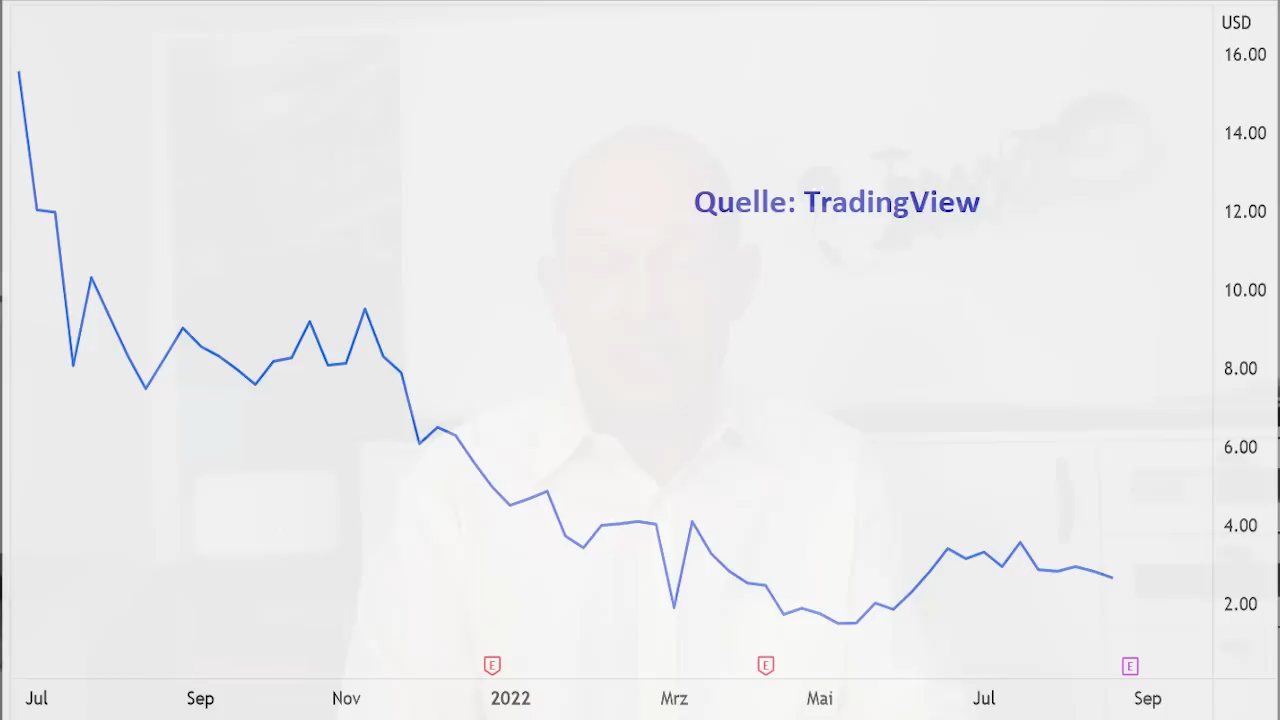 USD
16.00
14.00
Quelle: TradingView
12.00
10.00
8.00
6.00
4.00
2.00
E E E
Jul Sep Nov 2022 Mrz Mai Jul Sep